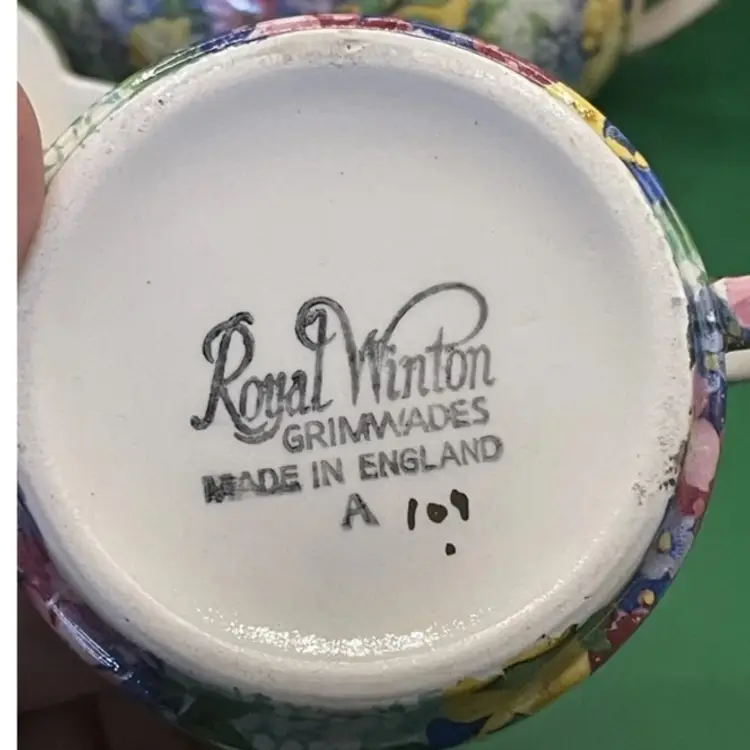 Royal Winton
GRIMWADES
MADE IN ENGLAND
A 109